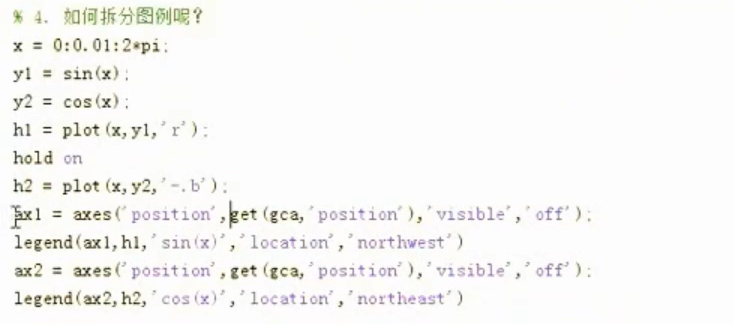 % 4. 如何拆分图例呢?
x = 0:0.01:2*pi;
y1 = sin(x);
y2 = cos(x);
h1 = plot(x,y1,'r');
hold on
h2 = plot(x,y2,'-.b');
ax1 = axes('position',get(gca,'position'),'visible','off');
legend(ax1,h1,'sin(x)','location','northwest')
ax2 = axes('position',get(gca,'position'),'visible','off');
legend(ax2,h2,'cos(x)','location','northeast')